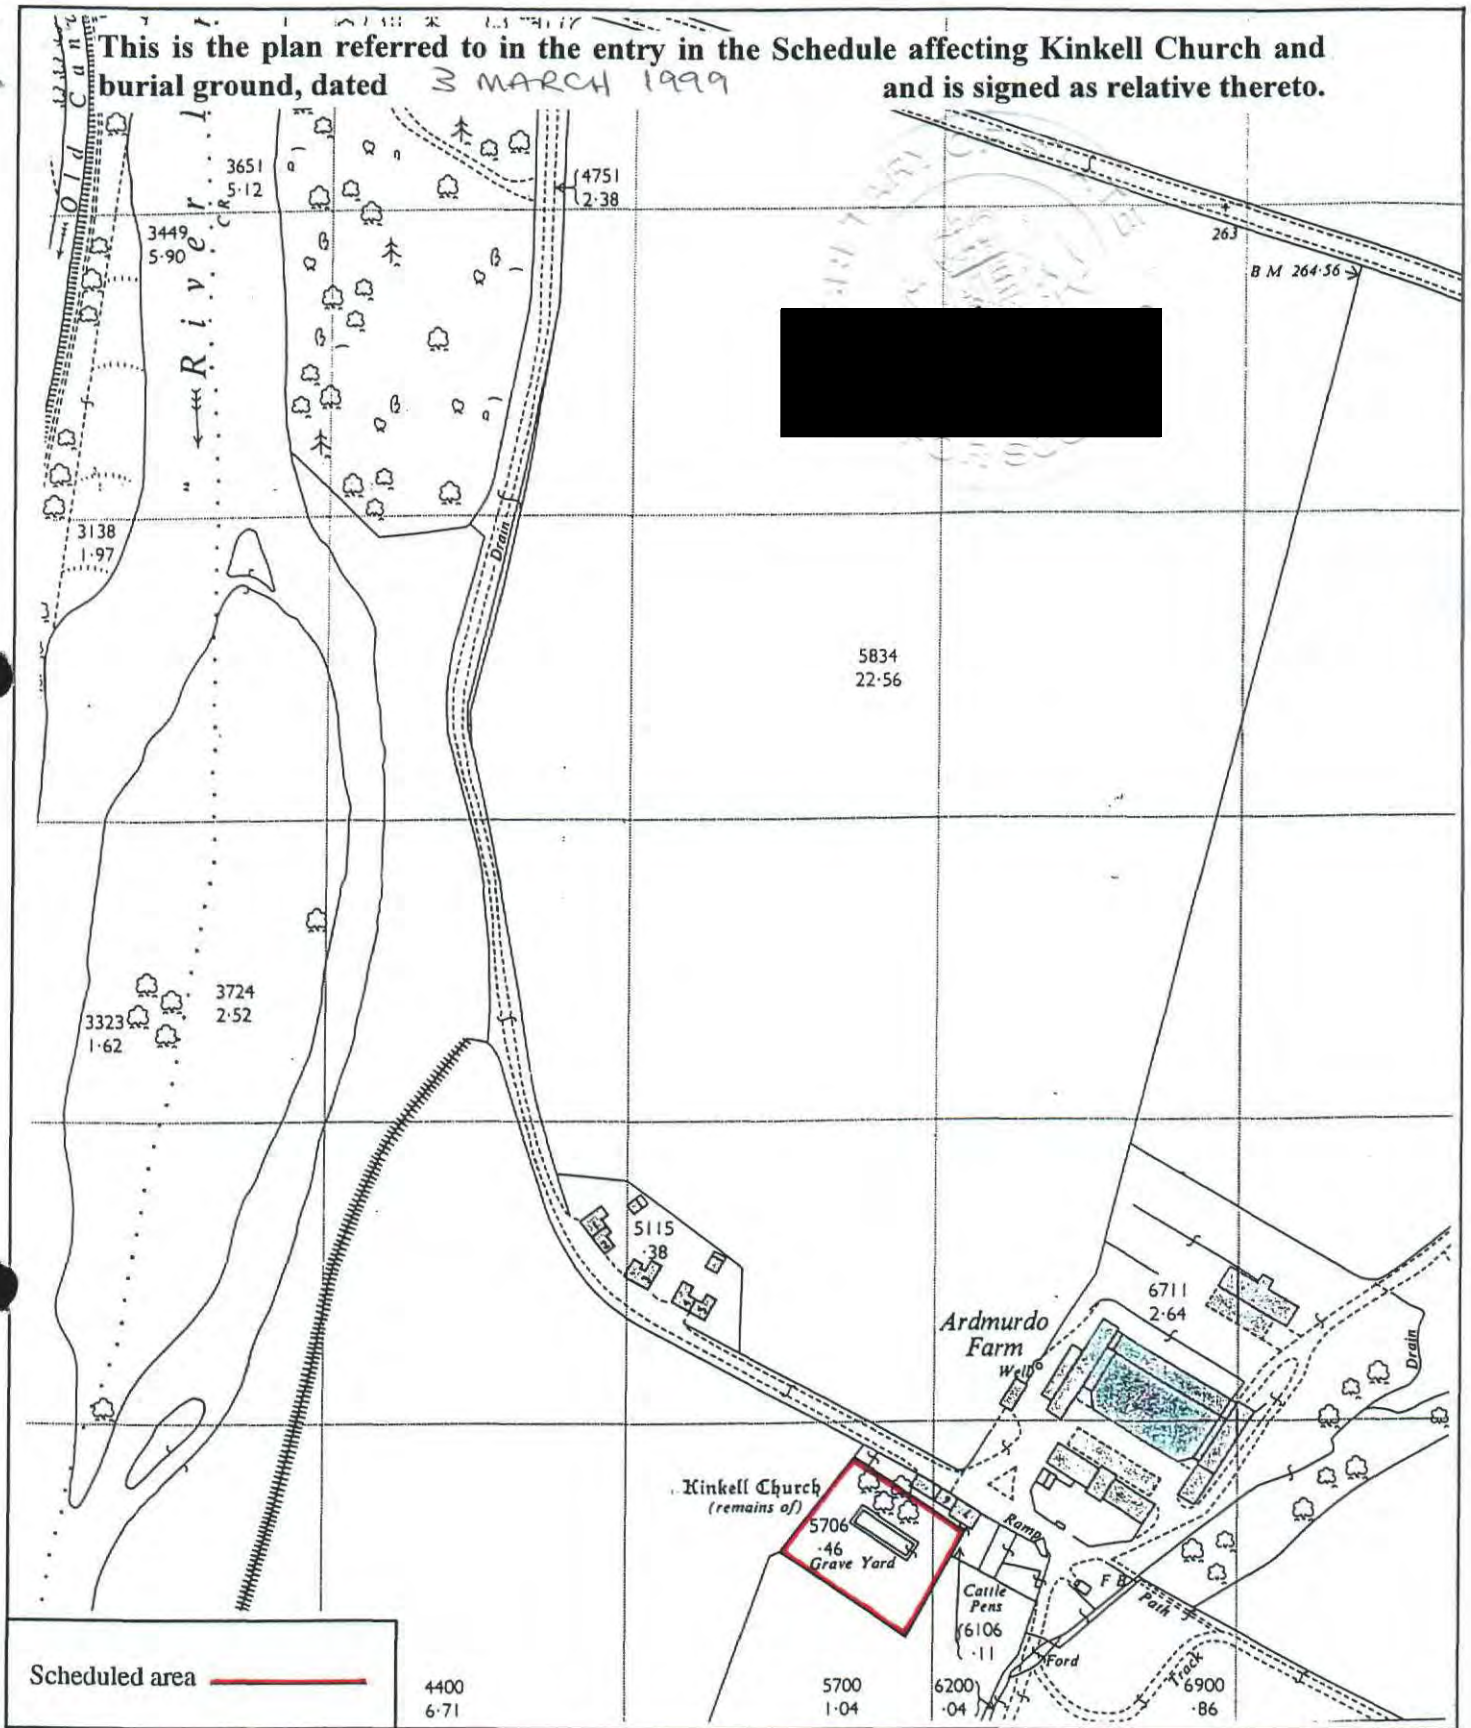 This is the plan referred to in the entry in the Schedule affecting Kinkell Church and
burial ground, dated 3 MARCH 1999 and is signed as relative thereto.
Old Can
River
CR
3651
5·12
4751
2·38
3449
5·90
263
B M 264·56
3138
1·97
Drain
5834
22·56
3724
2·52
3323
1·62
5115
·38
6711
2·64
Ardmurdo
Farm
Well
Drain
Kinkell Church
(remains of)
5706
·46
Grave Yard
Ramp
Cattle
Pens
F B
Path
6106
·11
Ford
Track
Scheduled area
4400
6·71
5700
1·04
6200
·04
6900
·86